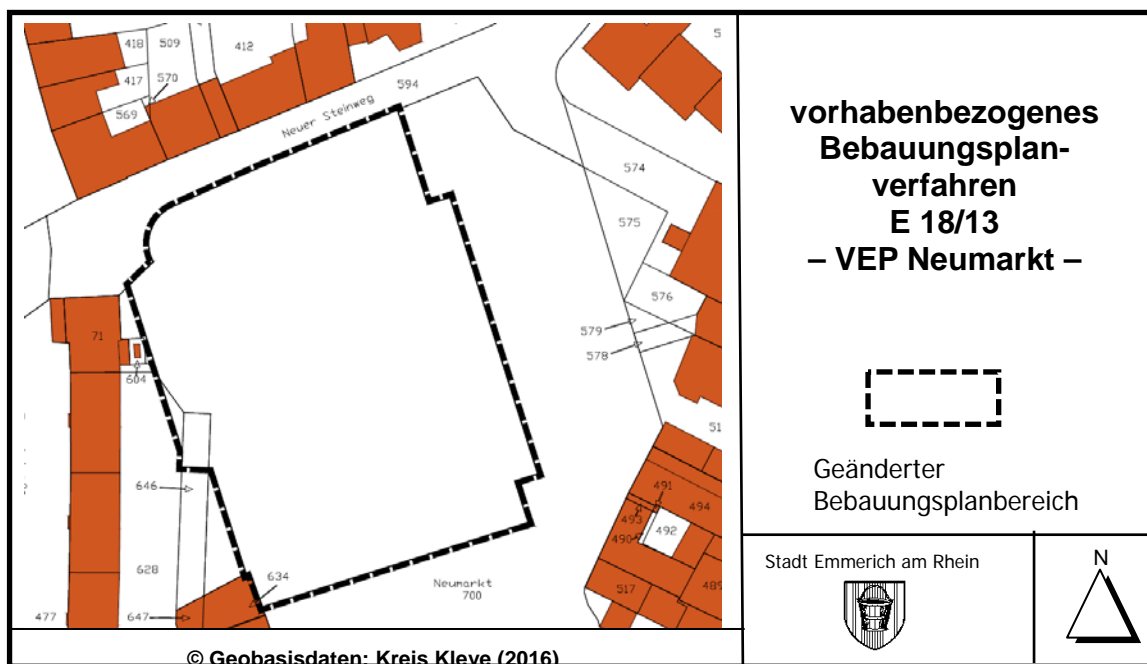 418
509
412
417
570
569
Neuer Steinweg
594
574
575
576
579
578
71
604
646
491
494
493
492
490
517
489
628
634
Neumarkt
700
477
647
© Geobasisdaten: Kreis Kleve (2016)
vorhabenbezogenes
Bebauungsplan-
verfahren
E 18/13
– VEP Neumarkt –
Geänderter
Bebauungsplanbereich
Stadt Emmerich am Rhein
N